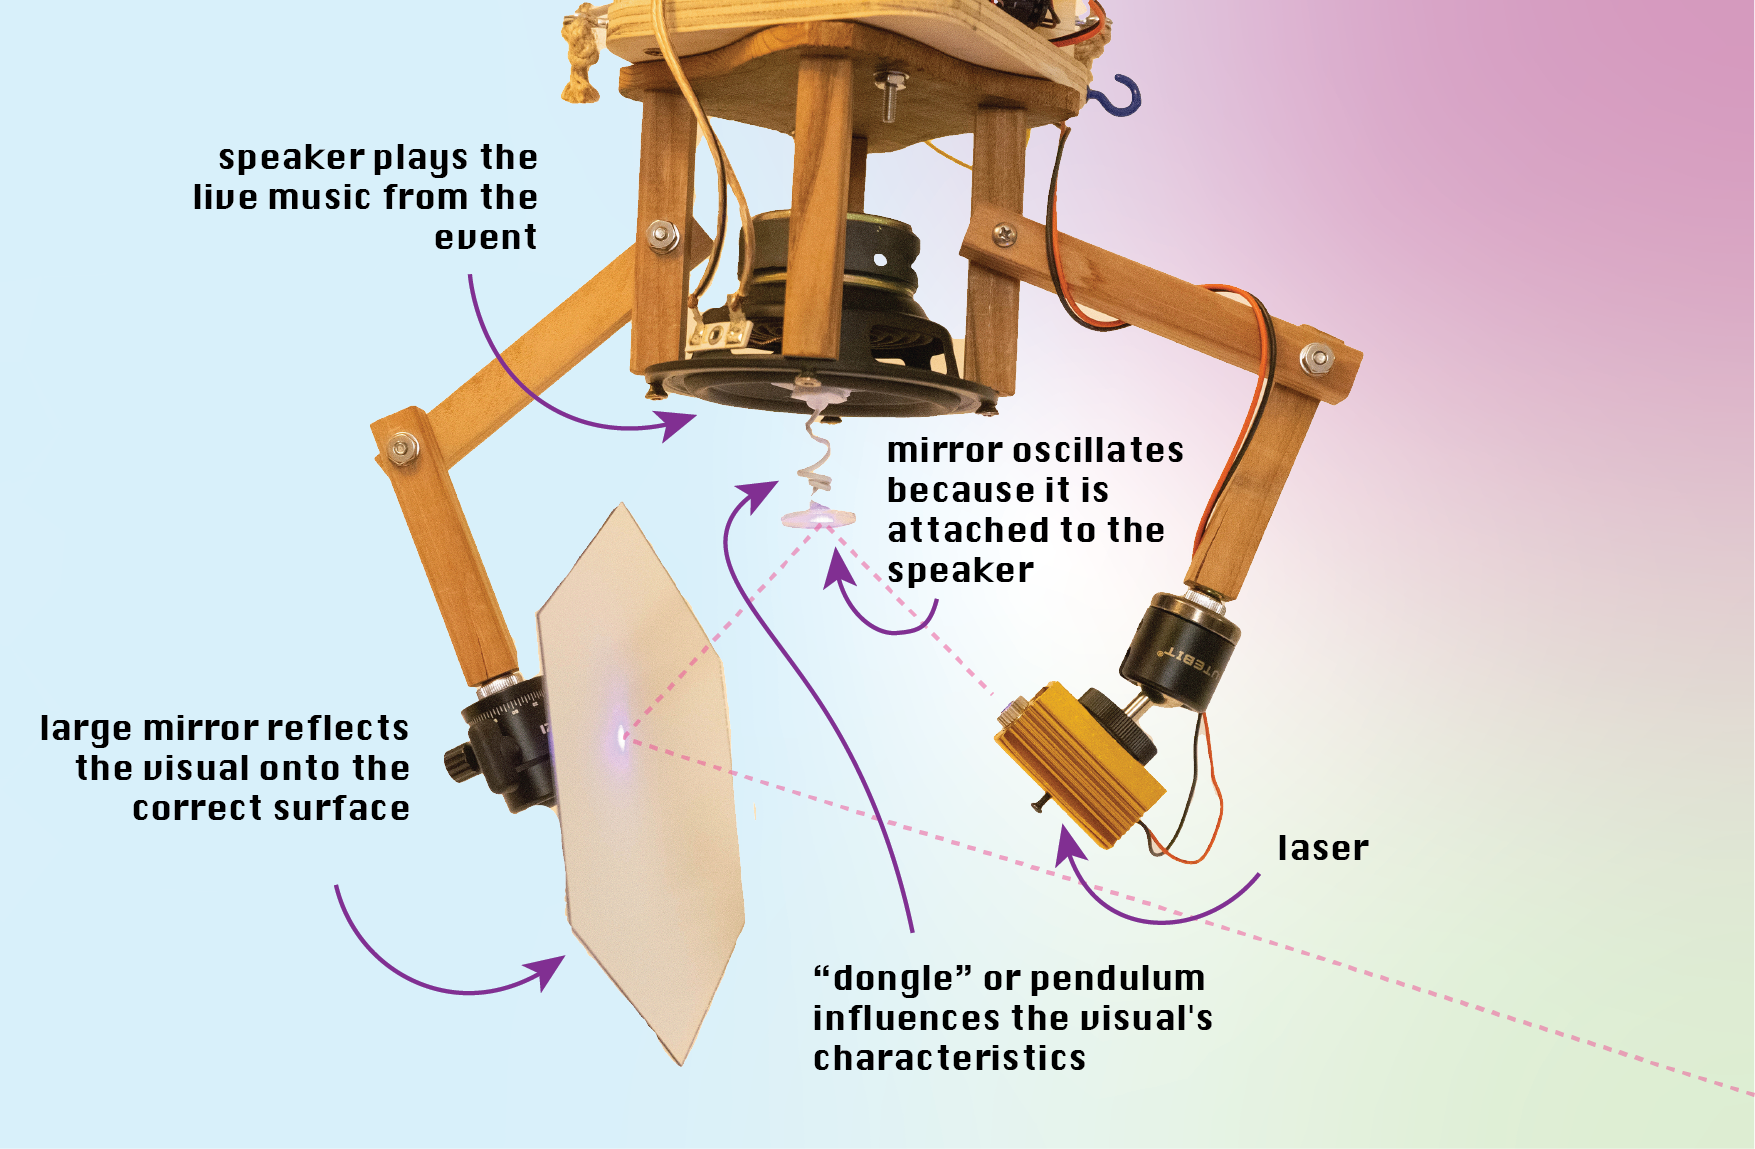 speaker plays the
live music from the
event
mirror oscillates
because it is
attached to the
speaker
large mirror reflects
the visual onto the
correct surface
laser
“dongle” or pendulum
influences the visual's
characteristics
UTEBIT®